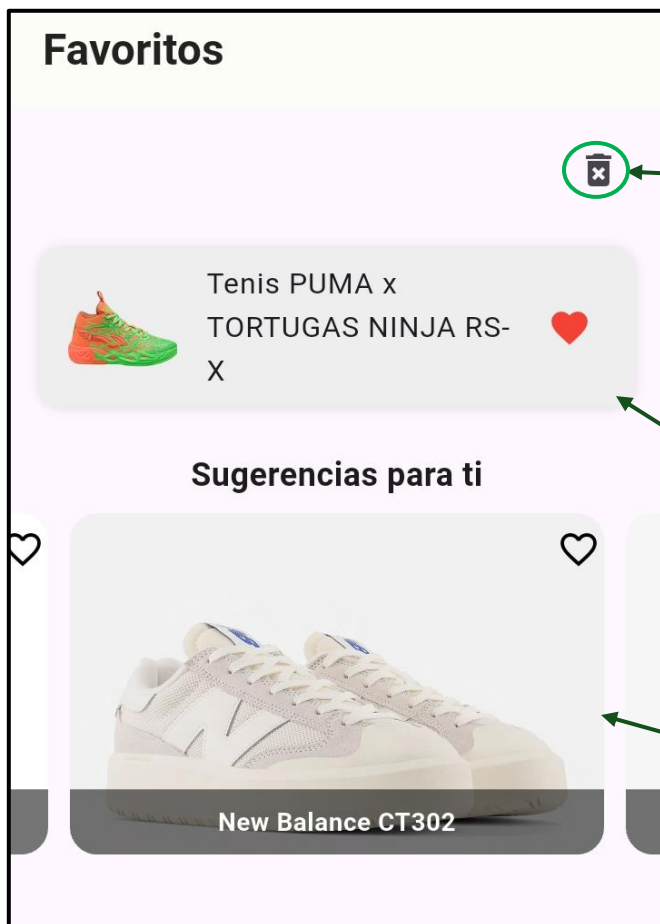 Favoritos
Tenis PUMA x
TORTUGAS NINJA RS-
X
Sugerencias para ti
New Balance CT302